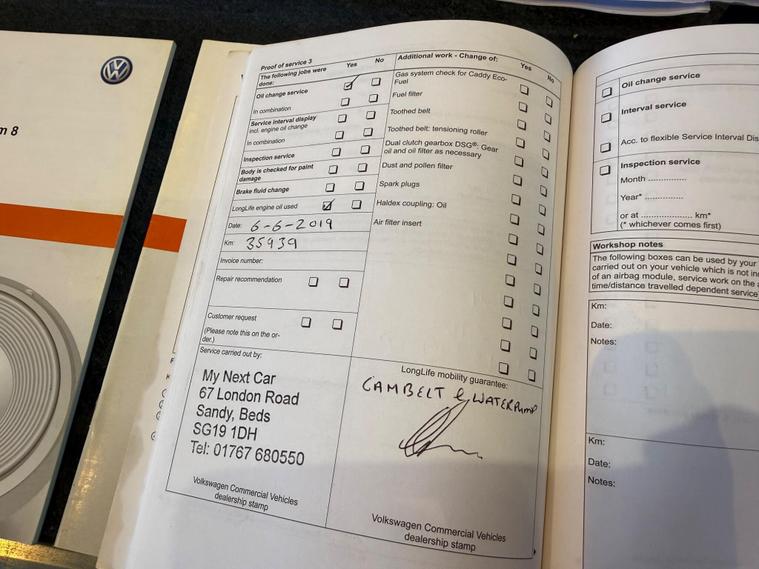 m 8
Proof of service 3
The following jobs were
done:
Yes
No
Oil change service
In combination
Service interval display
incl. engine oil change
In combination
Inspection service
Body is checked for paint
damage
Brake fluid change
LongLife engine oil used
Date: 6-6-2019
Km: 35939
Invoice number:
Repair recommendation
Customer request
(Please note this on the or-
der.)
Service carried out by:
My Next Car
67 London Road
Sandy, Beds
SG19 1DH
Tel: 01767 680550
Volkswagen Commercial Vehicles
dealership stamp
Additional work - Change of:
Yes
No
Gas system check for Caddy Eco-
Fuel
Fuel filter
Toothed belt
Toothed belt: tensioning roller
Dual clutch gearbox DSG®: Gear
oil and oil filter as necessary
Dust and pollen filter
Spark plugs
Haldex coupling: Oil
Air filter insert
LongLife mobility guarantee:
CAMBELT & WATERPUMP
Volkswagen Commercial Vehicles
dealership stamp
Oil change service
Interval service
Acc. to flexible Service Interval Dis
Inspection service
Month ..............
Year* ..............
or at .................. km*
(* whichever comes first)
Workshop notes
The following boxes can be used by your
carried out on your vehicle which is not in
of an airbag module, service work on the a
time/distance travelled dependent service
Km:
Date:
Notes:
Km:
Date:
Notes: